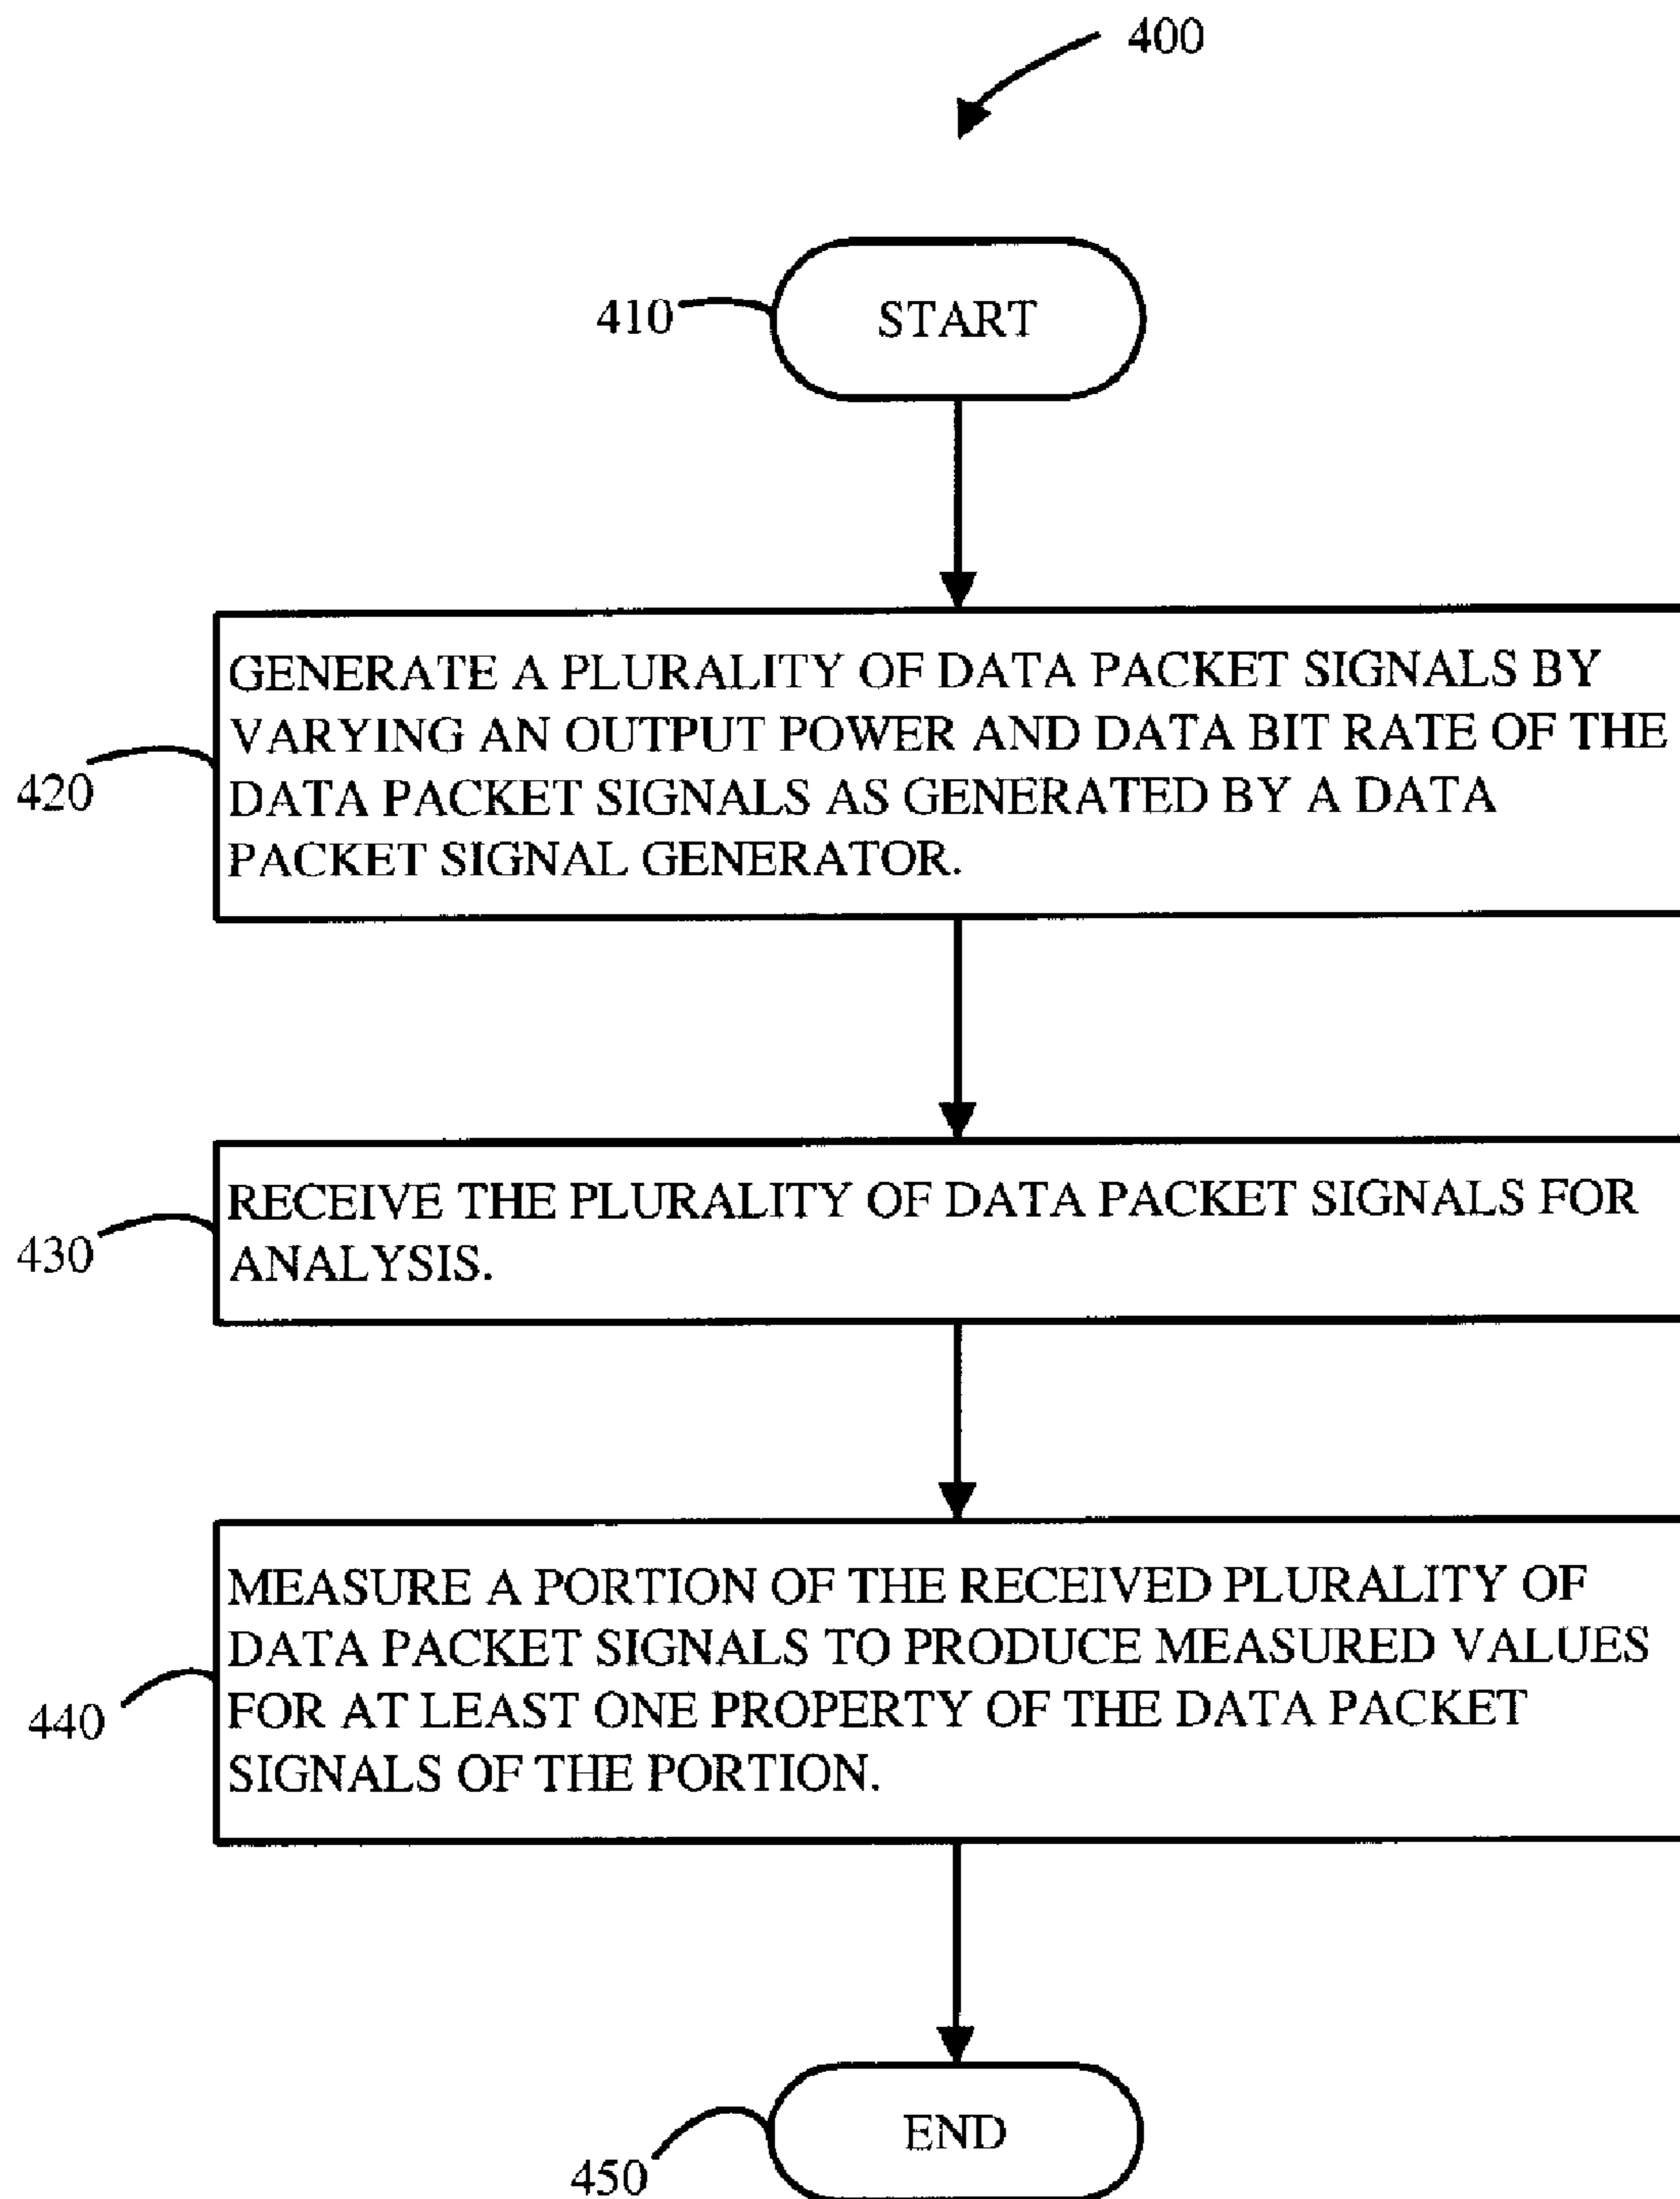 400
410
START
420
GENERATE A PLURALITY OF DATA PACKET SIGNALS BY
VARYING AN OUTPUT POWER AND DATA BIT RATE OF THE
DATA PACKET SIGNALS AS GENERATED BY A DATA
PACKET SIGNAL GENERATOR.
430
RECEIVE THE PLURALITY OF DATA PACKET SIGNALS FOR
ANALYSIS.
440
MEASURE A PORTION OF THE RECEIVED PLURALITY OF
DATA PACKET SIGNALS TO PRODUCE MEASURED VALUES
FOR AT LEAST ONE PROPERTY OF THE DATA PACKET
SIGNALS OF THE PORTION.
450
END